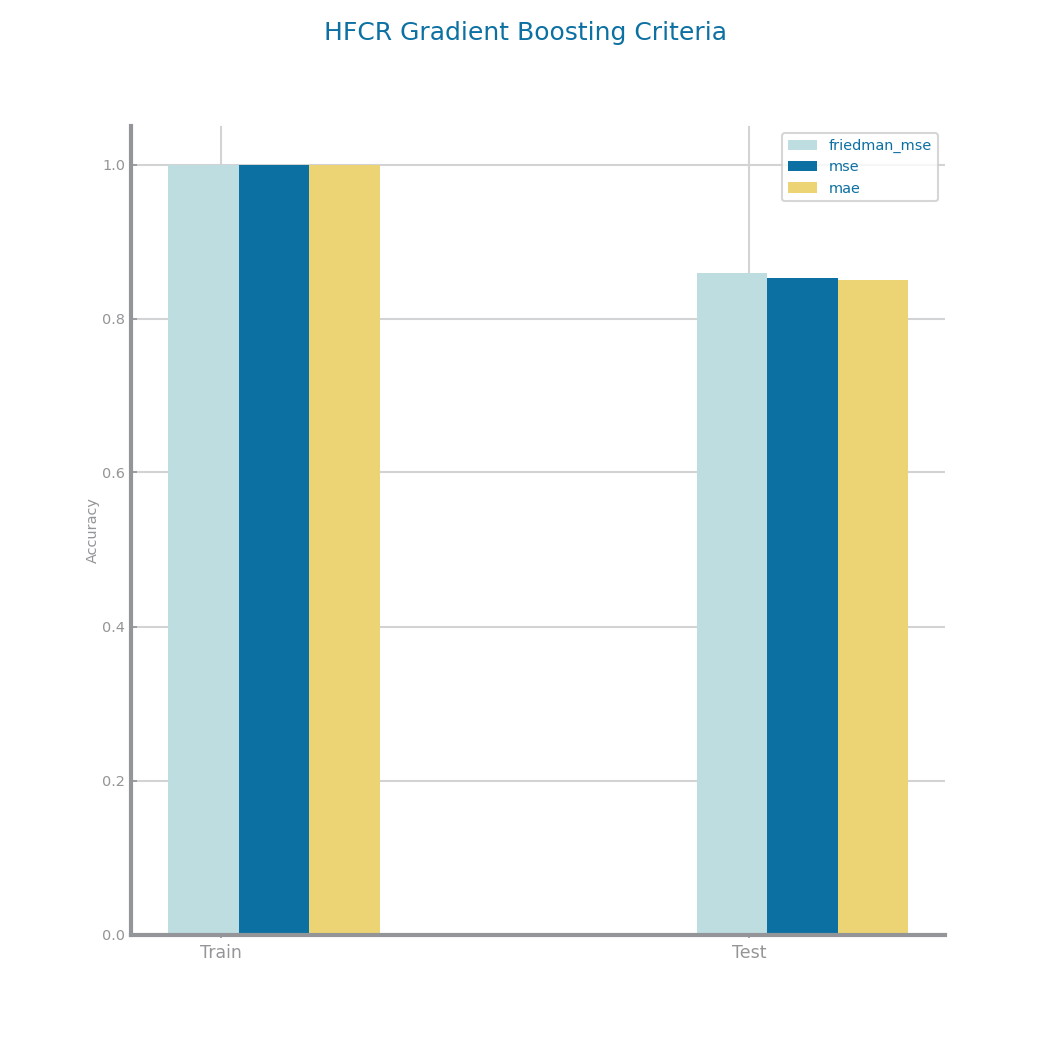 HFCR Gradient Boosting Criteria
friedman_mse
mse
mae
1.0
0.8
0.6
0.4
0.2
0.0
Accuracy
Train
Test